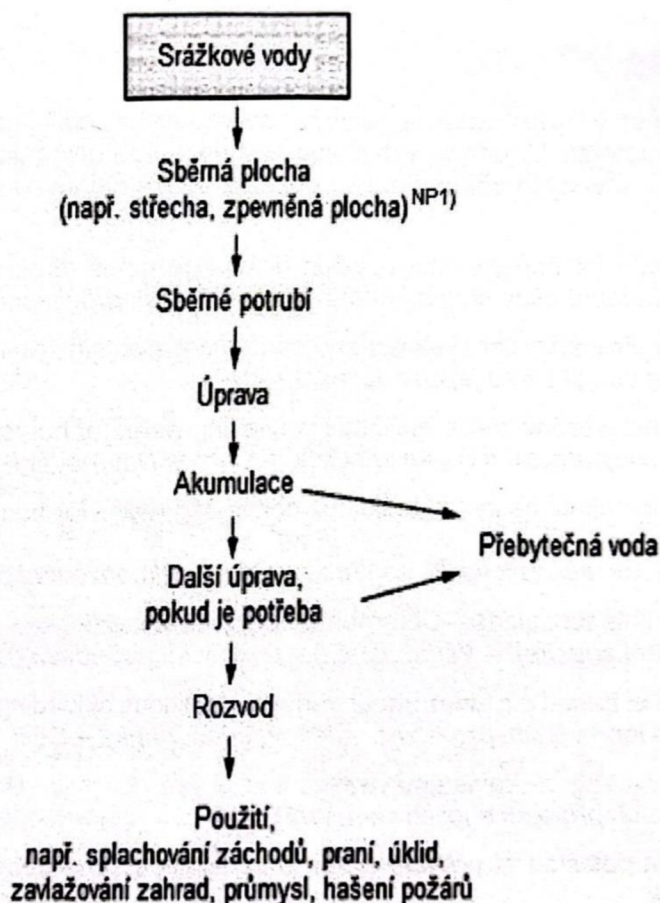 Srážkové vody
Sběrná plocha
(např. střecha, zpevněná plocha)NP1)
Sběrné potrubí
Úprava
Akumulace
Přebytečná voda
Další úprava,
pokud je potřeba
Rozvod
Použití,
např. splachování záchodů, praní, úklid,
zavlažování zahrad, průmysl, hašení požárů